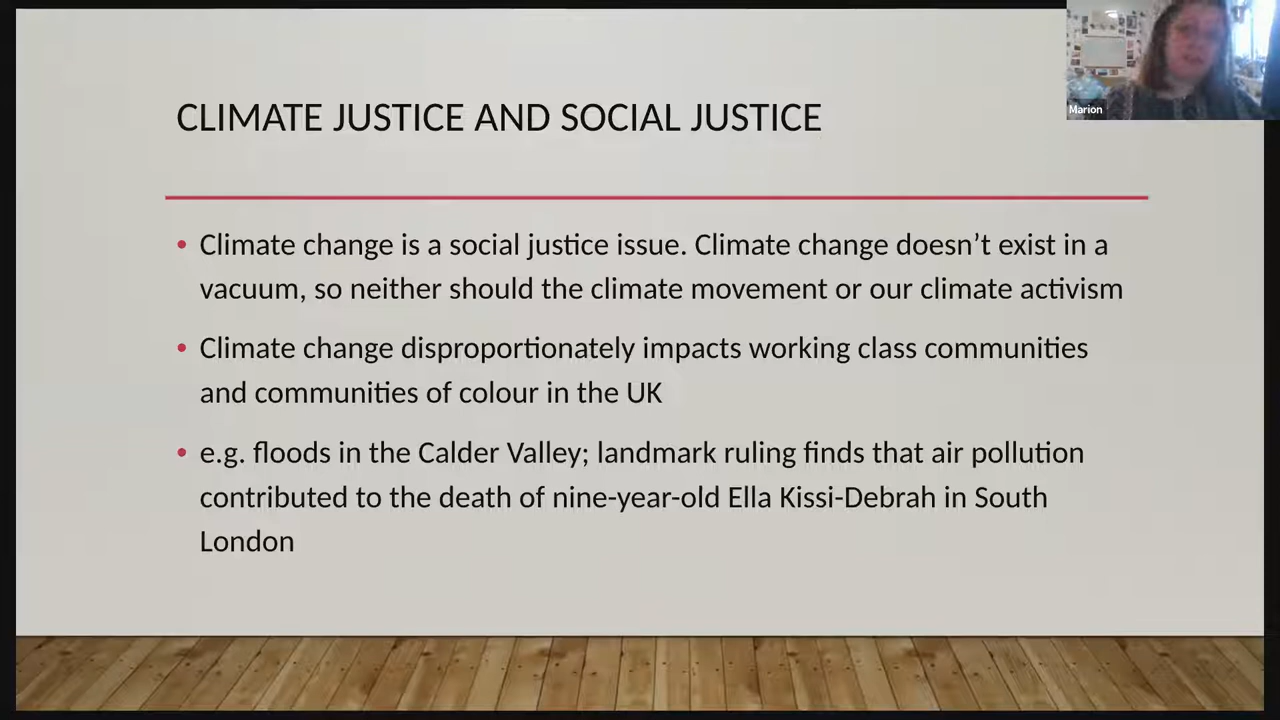 Marion
CLIMATE JUSTICE AND SOCIAL JUSTICE
• Climate change is a social justice issue. Climate change doesn’t exist in a
vacuum, so neither should the climate movement or our climate activism
• Climate change disproportionately impacts working class communities
and communities of colour in the UK
• e.g. floods in the Calder Valley; landmark ruling finds that air pollution
contributed to the death of nine-year-old Ella Kissi-Debrah in South
London